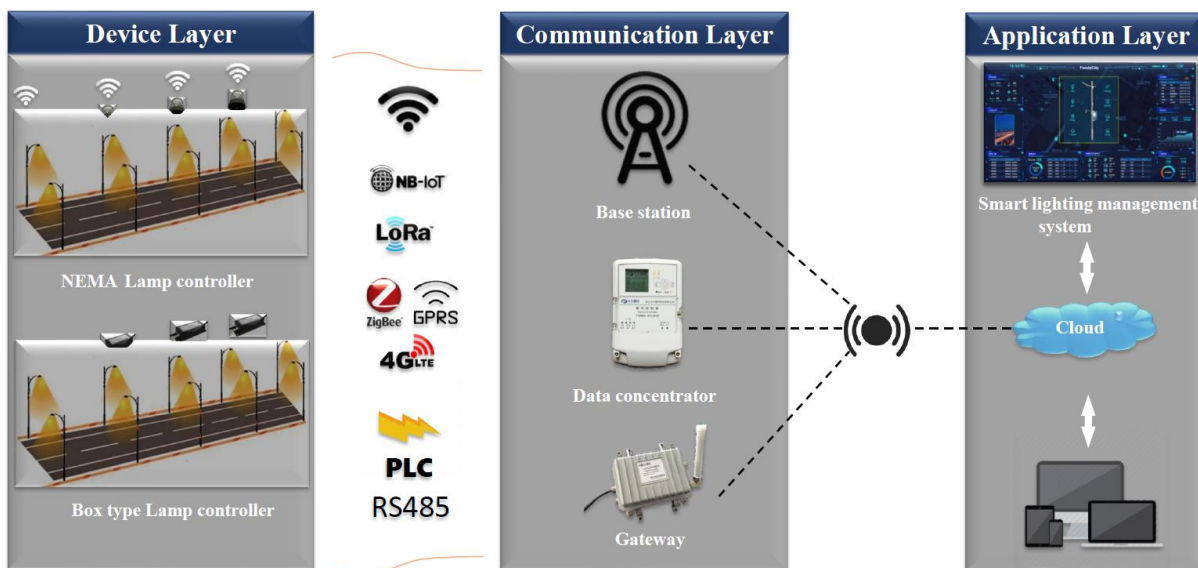 Device Layer
NEMA Lamp controller
Box type Lamp controller
NB-IoT
LoRa™
ZigBee®
GPRS
4G LTE
PLC
RS485
Communication Layer
Base station
Data concentrator
Gateway
Application Layer
Smart lighting management
system
Cloud